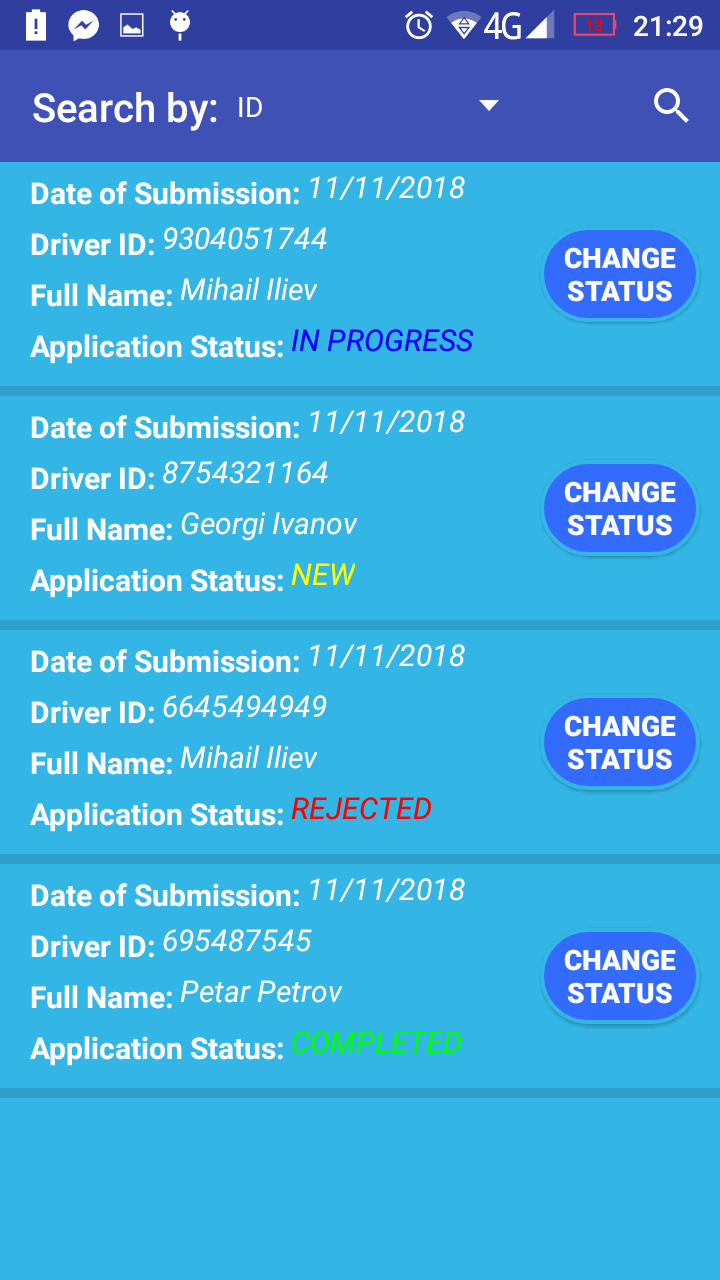 4G 13 21:29
Search by: ID
Date of Submission: 11/11/2018
Driver ID: 9304051744
Full Name: Mihail Iliev
Application Status: IN PROGRESS
CHANGE
STATUS
Date of Submission: 11/11/2018
Driver ID: 8754321164
Full Name: Georgi Ivanov
Application Status: NEW
CHANGE
STATUS
Date of Submission: 11/11/2018
Driver ID: 6645494949
Full Name: Mihail Iliev
Application Status: REJECTED
CHANGE
STATUS
Date of Submission: 11/11/2018
Driver ID: 695487545
Full Name: Petar Petrov
Application Status: COMPLETED
CHANGE
STATUS